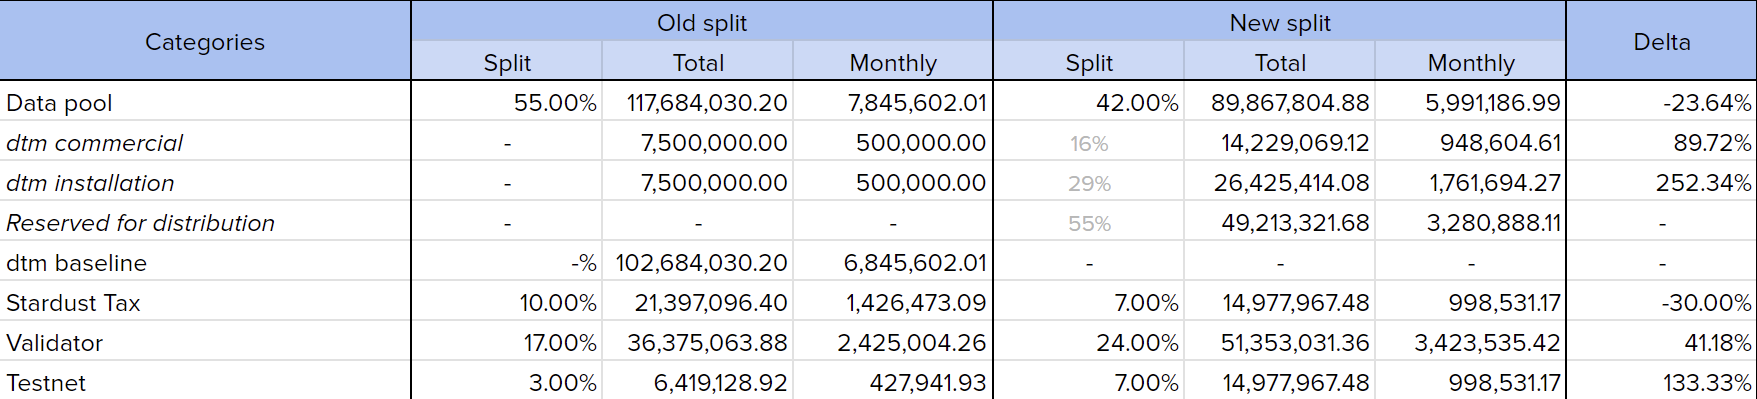 Categories Old split New split Delta
Split Total Monthly Split Total Monthly
Data pool 55.00% 117,684,030.20 7,845,602.01 42.00% 89,867,804.88 5,991,186.99 -23.64%
dtm commercial - 7,500,000.00 500,000.00 16% 14,229,069.12 948,604.61 89.72%
dtm installation - 7,500,000.00 500,000.00 29% 26,425,414.08 1,761,694.27 252.34%
Reserved for distribution - - - 55% 49,213,321.68 3,280,888.11 -
dtm baseline -% 102,684,030.20 6,845,602.01 - - - -
Stardust Tax 10.00% 21,397,096.40 1,426,473.09 7.00% 14,977,967.48 998,531.17 -30.00%
Validator 17.00% 36,375,063.88 2,425,004.26 24.00% 51,353,031.36 3,423,535.42 41.18%
Testnet 3.00% 6,419,128.92 427,941.93 7.00% 14,977,967.48 998,531.17 133.33%